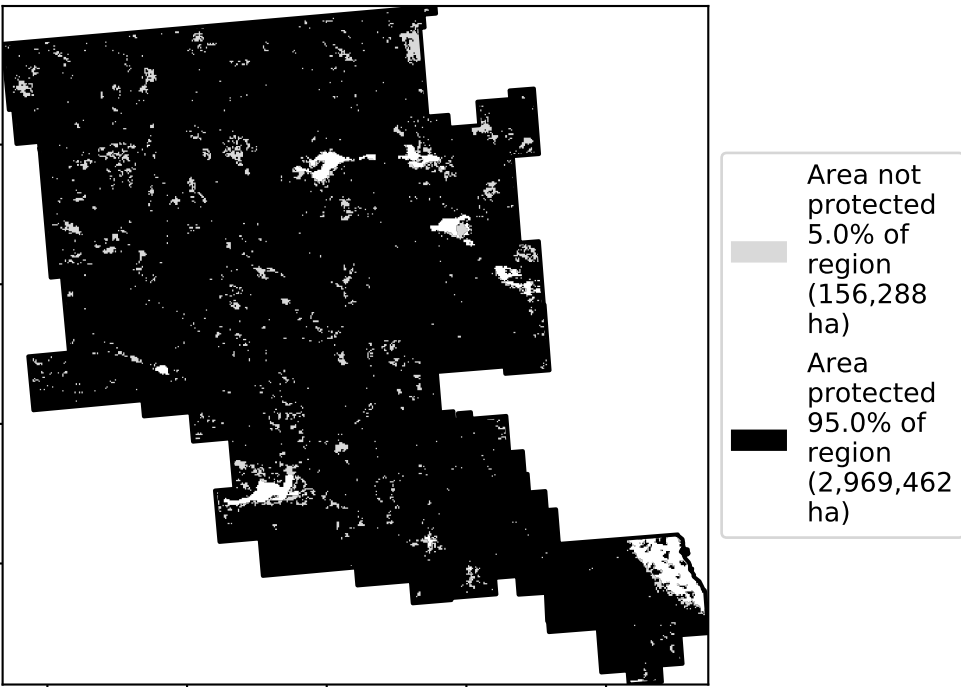 Area not
protected
5.0% of
region
(156,288
ha)
Area
protected
95.0% of
region
(2,969,462
ha)